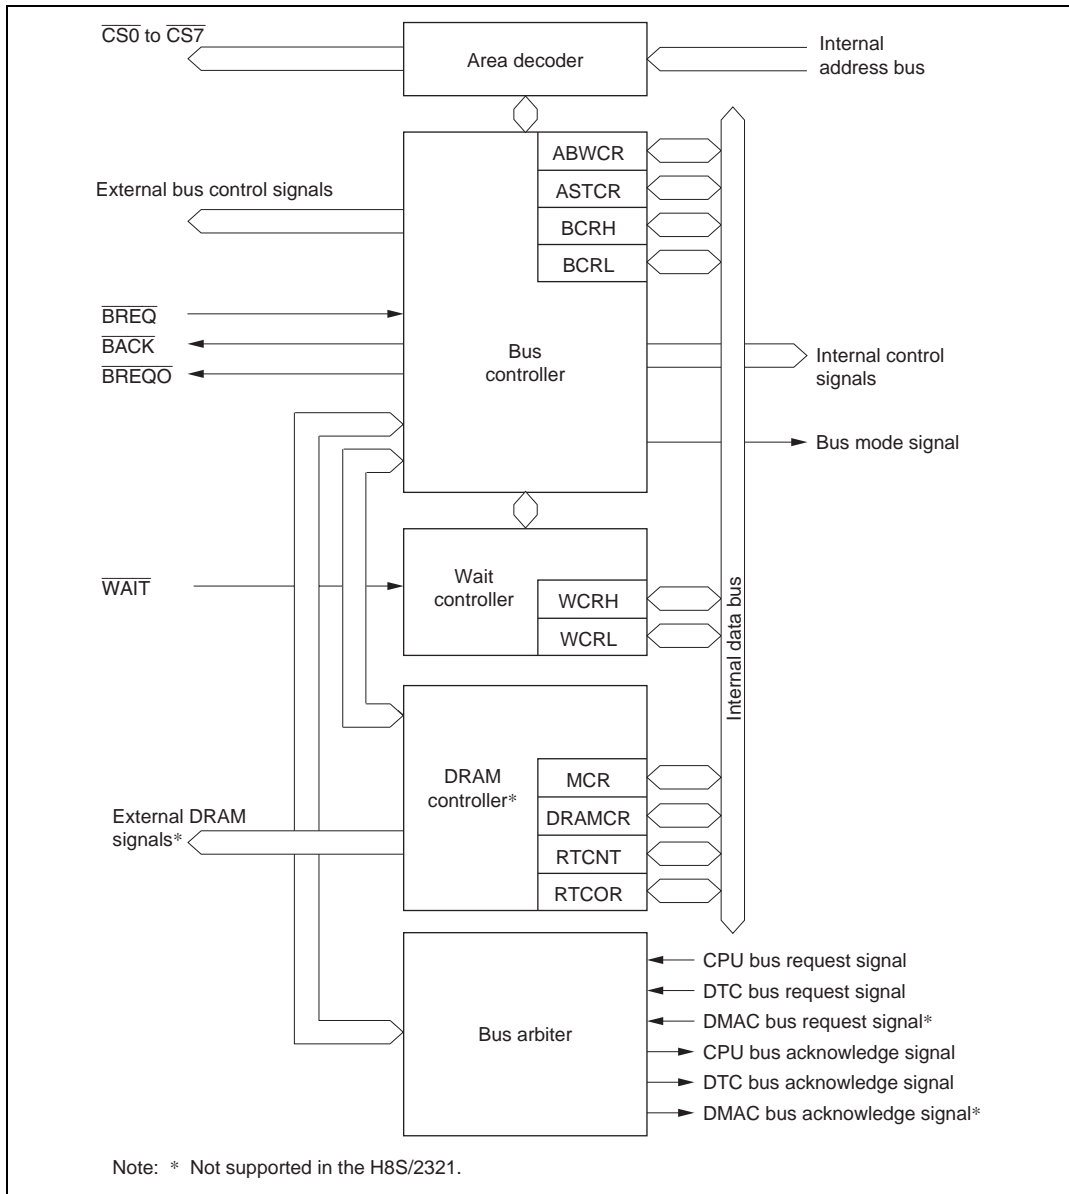 CS0 to CS7
Area decoder
Internal
address bus
ABWCR
ASTCR
BCRH
BCRL
External bus control signals
BREQ
BACK
BREQO
Bus
controller
Internal control
signals
Bus mode signal
WAIT
Wait
controller
WCRH
WCRL
Internal data bus
DRAM
controller*
MCR
DRAMCR
RTCNT
RTCOR
External DRAM
signals*
Bus arbiter
CPU bus request signal
DTC bus request signal
DMAC bus request signal*
CPU bus acknowledge signal
DTC bus acknowledge signal
DMAC bus acknowledge signal*
Note: * Not supported in the H8S/2321.